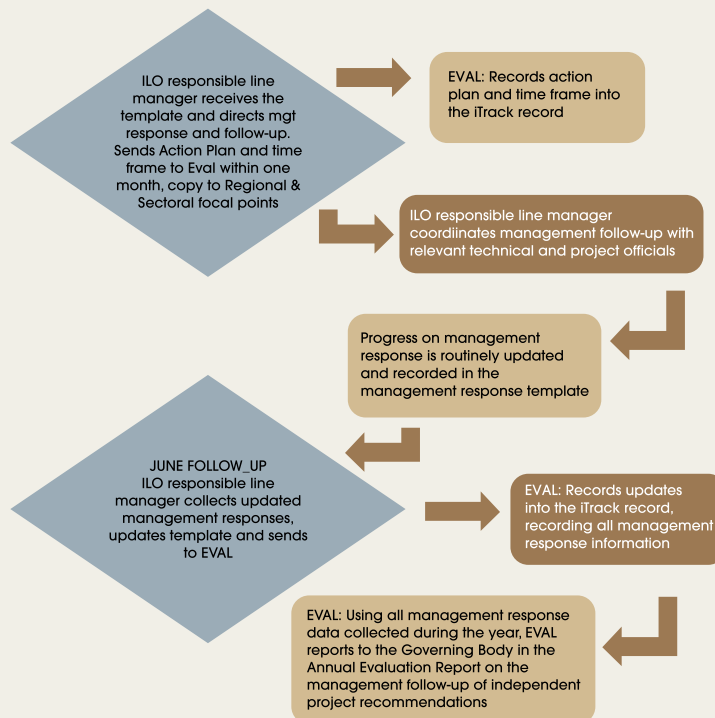 ILO responsible line
manager receives the
template and directs mgt
response and follow-up.
Sends Action Plan and time
frame to Eval within one
month, copy to Regional &
Sectoral focal points
EVAL: Records action
plan and time frame into
the iTrack record
ILO responsible line manager
coordiinates management follow-up with
relevant technical and project officials
Progress on management
response is routinely updated
and recorded in the
management response template
JUNE FOLLOW_UP
ILO responsible line
manager collects updated
management responses,
updates template and sends
to EVAL
EVAL: Records updates
into the iTrack record,
recording all management
response information
EVAL: Using all management response
data collected during the year, EVAL
reports to the Governing Body in the
Annual Evaluation Report on the
management follow-up of independent
project recommendations